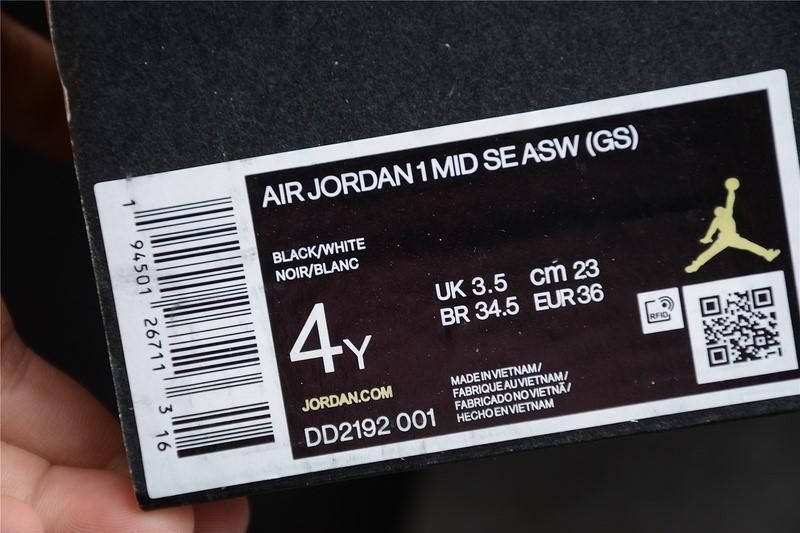 AIR JORDAN 1 MID SE ASW (GS)
BLACK/WHITE
NOIR/BLANC
UK 3.5 cm 23
BR 34.5 EUR 36
4Y
RFID
JORDAN.COM
DD2192 001
MADE IN VIETNAM/
FABRIQUE AU VIETNAM/
FABRICADO NO VIETNÃ/
HECHO EN VIETNAM
1 94501 26711 3 16